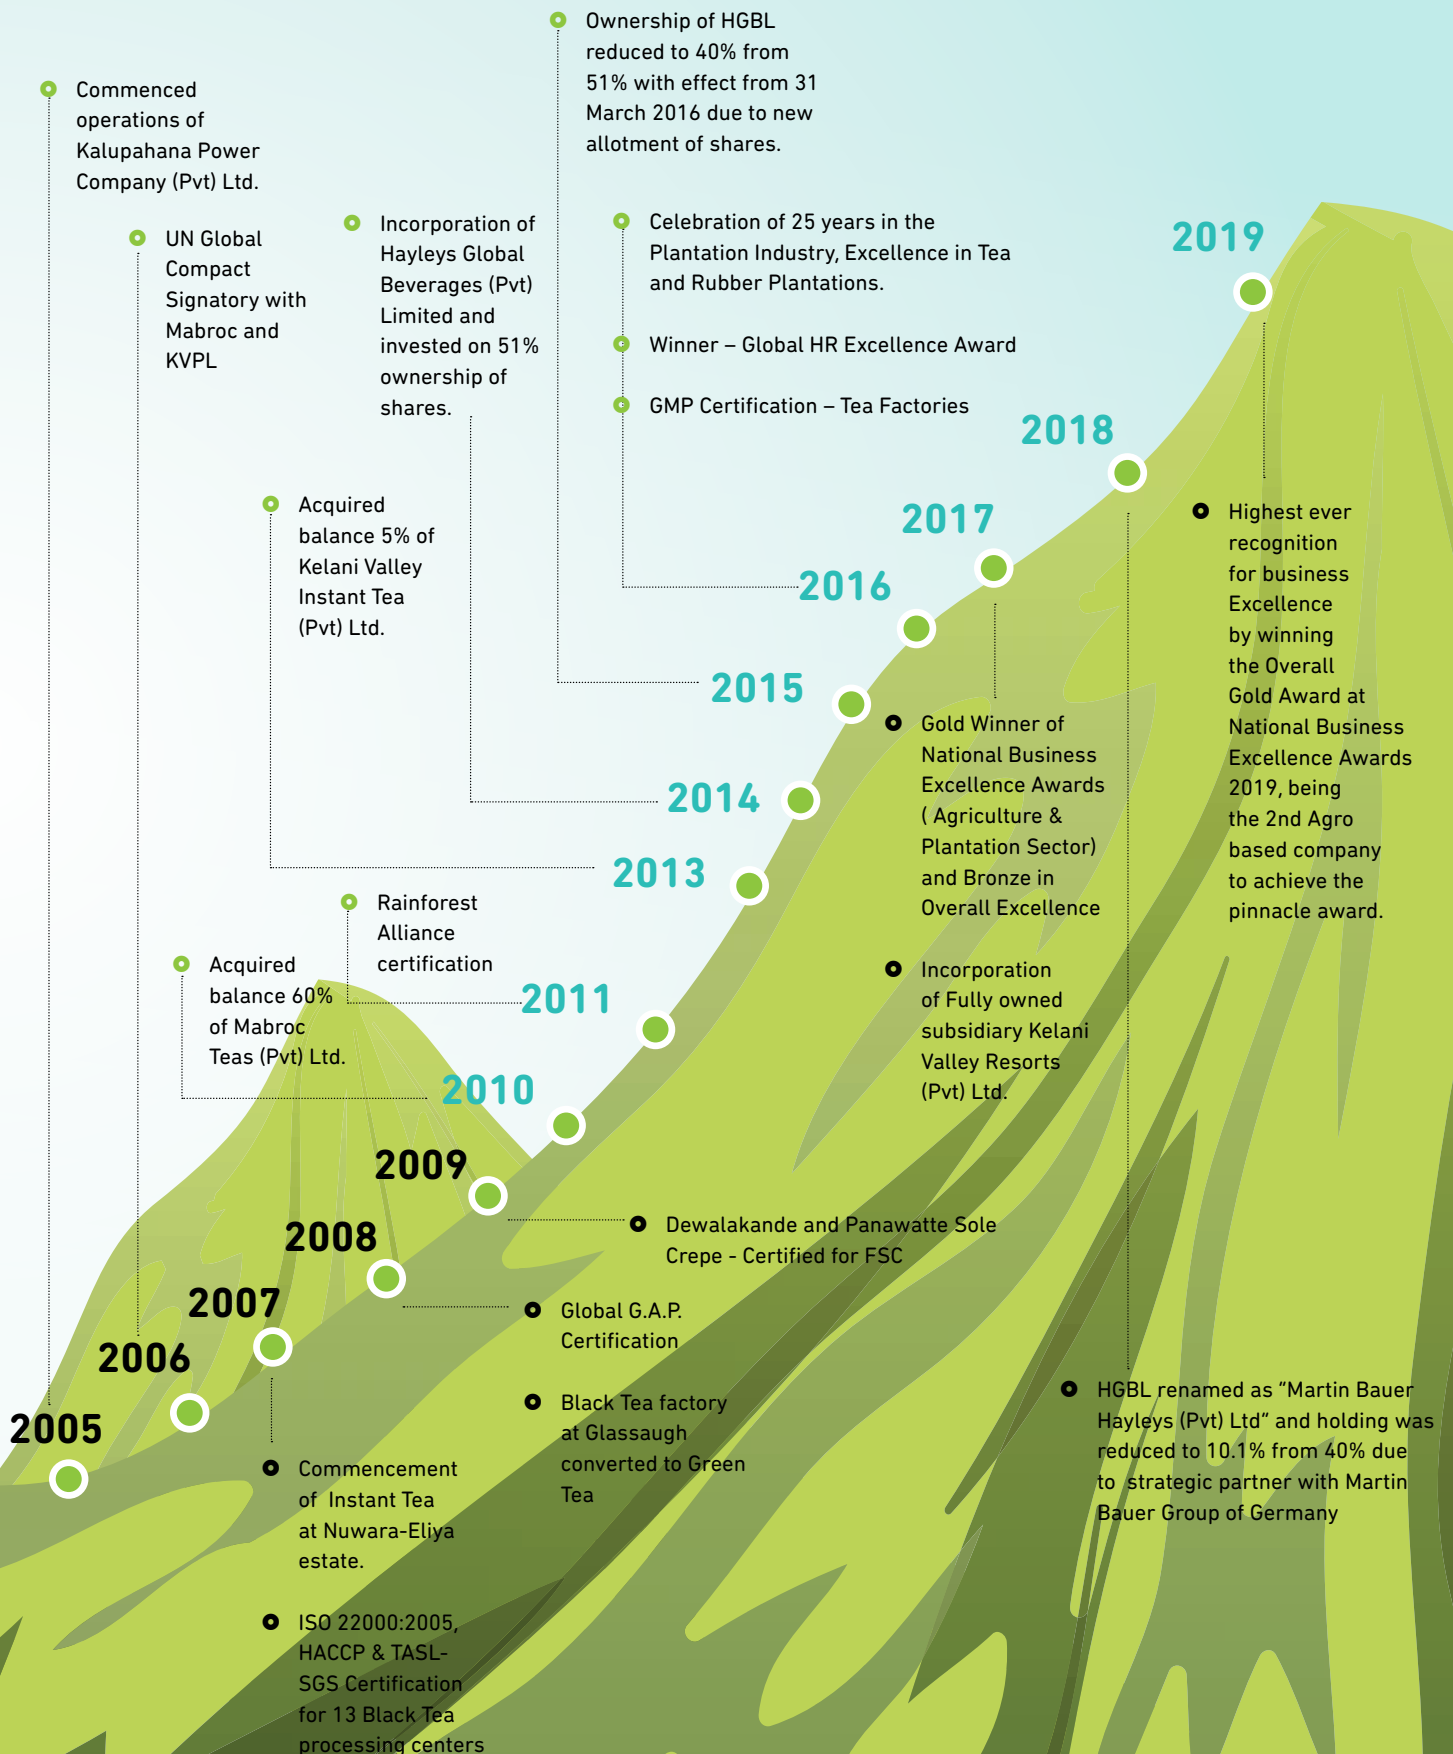 Ownership of HGBL
reduced to 40% from
51% with effect from 31
March 2016 due to new
allotment of shares.
Commenced
operations of
Kalupahana Power
Company (Pvt) Ltd.
UN Global
Compact
Signatory with
Mabroc and
KVPL
Incorporation of
Hayleys Global
Beverages (Pvt)
Limited and
invested on 51%
ownership of
shares.
Celebration of 25 years in the
Plantation Industry, Excellence in Tea
and Rubber Plantations.
Winner – Global HR Excellence Award
GMP Certification – Tea Factories
2019
2018
Acquired
balance 5% of
Kelani Valley
Instant Tea
(Pvt) Ltd.
2017
2016
Highest ever
recognition
for business
Excellence
by winning
the Overall
Gold Award at
National Business
Excellence Awards
2019, being
the 2nd Agro
based company
to achieve the
pinnacle award.
2015
Gold Winner of
National Business
Excellence Awards
( Agriculture &
Plantation Sector)
and Bronze in
Overall Excellence
2014
2013
Rainforest
Alliance
certification
Acquired
balance 60%
of Mabroc
Teas (Pvt) Ltd.
2011
Incorporation
of Fully owned
subsidiary Kelani
Valley Resorts
(Pvt) Ltd.
2010
2009
Dewalakande and Panawatte Sole
Crepe - Certified for FSC
2008
Global G.A.P.
Certification
2007
2006
Black Tea factory
at Glassaugh
converted to Green
Tea
HGBL renamed as “Martin Bauer
Hayleys (Pvt) Ltd” and holding was
reduced to 10.1% from 40% due
to strategic partner with Martin
Bauer Group of Germany
2005
Commencement
of Instant Tea
at Nuwara-Eliya
estate.
ISO 22000:2005,
HACCP & TASL-
SGS Certification
for 13 Black Tea
processing centers